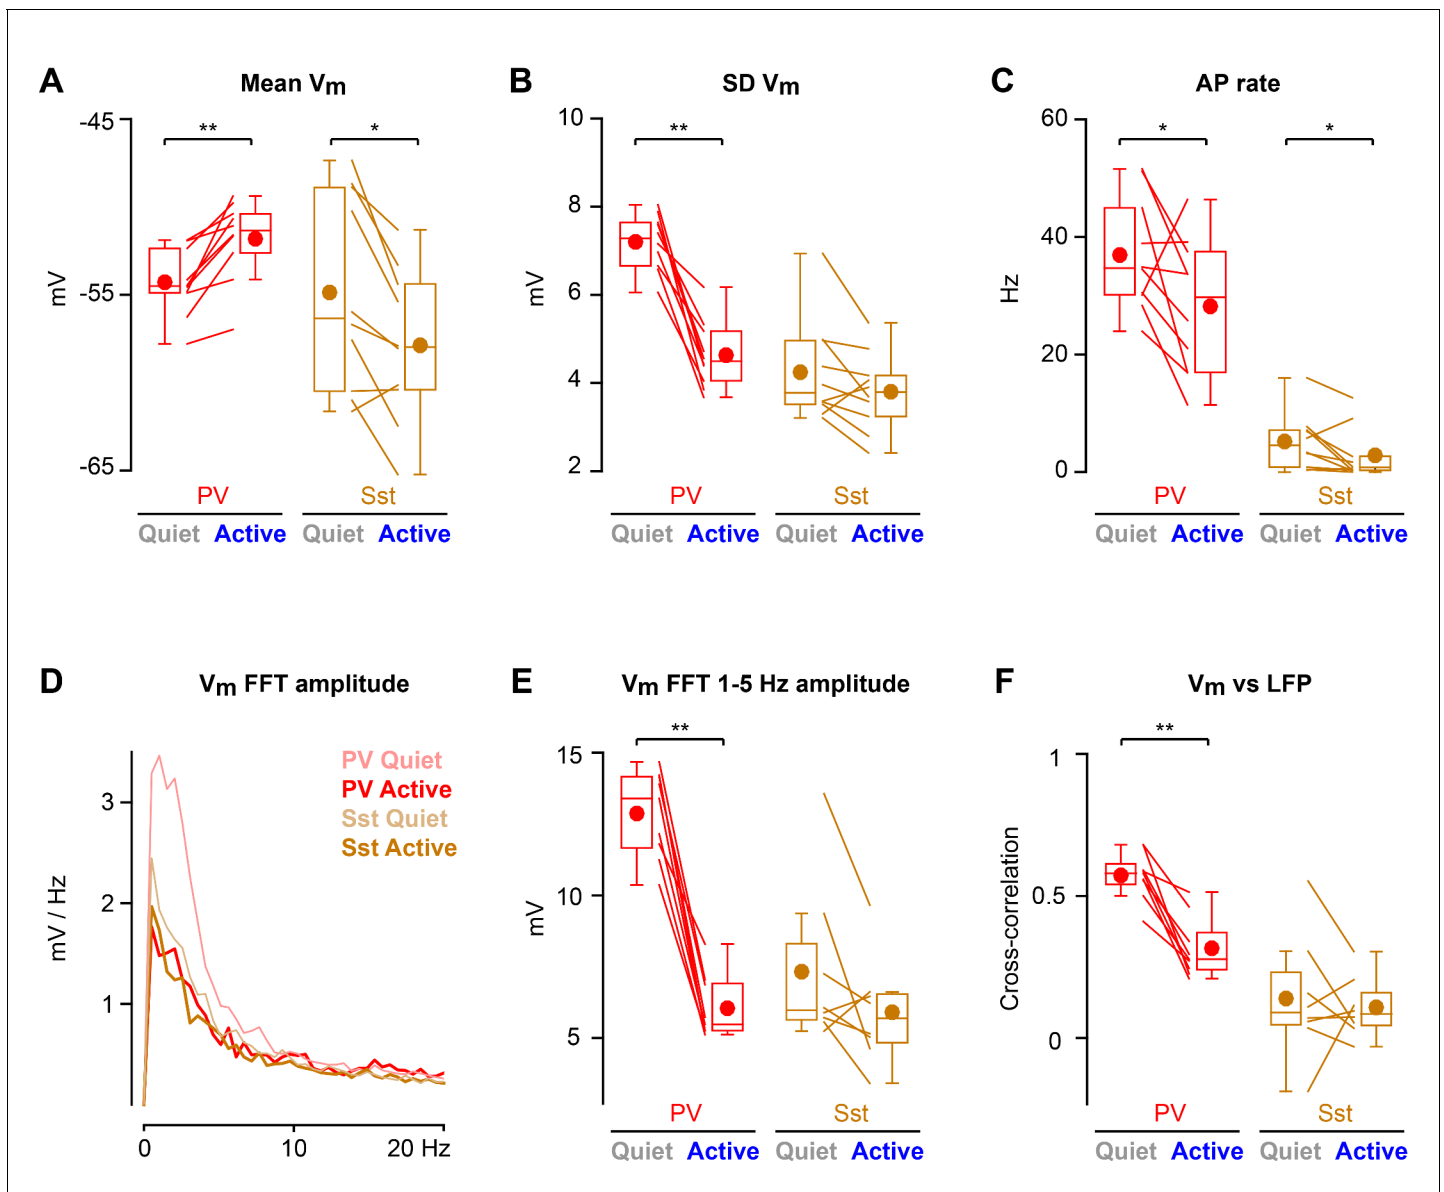 A Mean Vm
-45
**
*
mV
-55
-65
PV Sst
Quiet Active Quiet Active
B SD Vm
10
**
8
mV
6
4
2
PV Sst
Quiet Active Quiet Active
C AP rate
60
*
*
40
Hz
20
0
PV Sst
Quiet Active Quiet Active
D Vm FFT amplitude
PV Quiet
PV Active
Sst Quiet
Sst Active
3
mV / Hz
2
1
0 10 20 Hz
E Vm FFT 1-5 Hz amplitude
**
15
10
mV
5
PV Sst
Quiet Active Quiet Active
F Vm vs LFP
**
1
Cross-correlation
0.5
0
PV Sst
Quiet Active Quiet Active